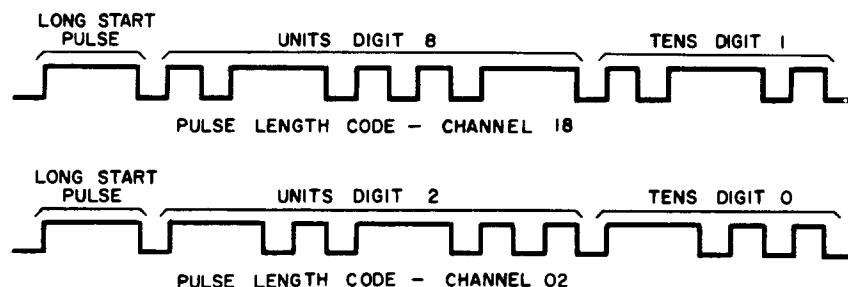 LONG START
PULSE
UNITS DIGIT 8
TENS DIGIT 1
PULSE LENGTH CODE – CHANNEL 18
LONG START
PULSE
UNITS DIGIT 2
TENS DIGIT 0
PULSE LENGTH CODE – CHANNEL 02